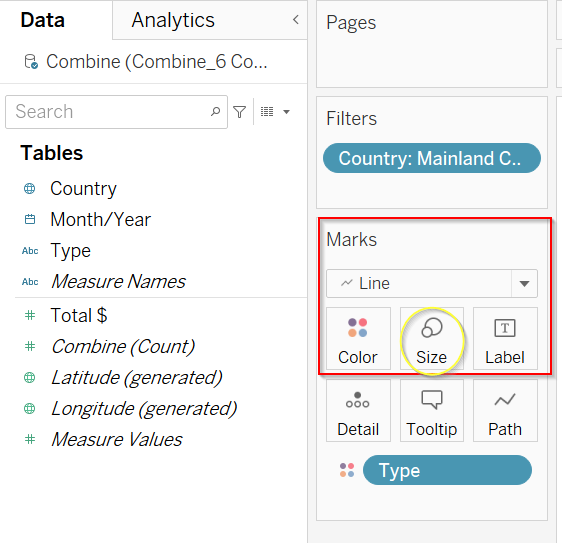 Data
Analytics
Combine (Combine_6 Co...
Search
Tables
Country
Month/Year
Abc Type
Abc Measure Names
Total $
Combine (Count)
Latitude (generated)
Longitude (generated)
Measure Values
Pages
Filters
Country: Mainland C..
Marks
Line
Color Size T Label
Detail Tooltip Path
Type